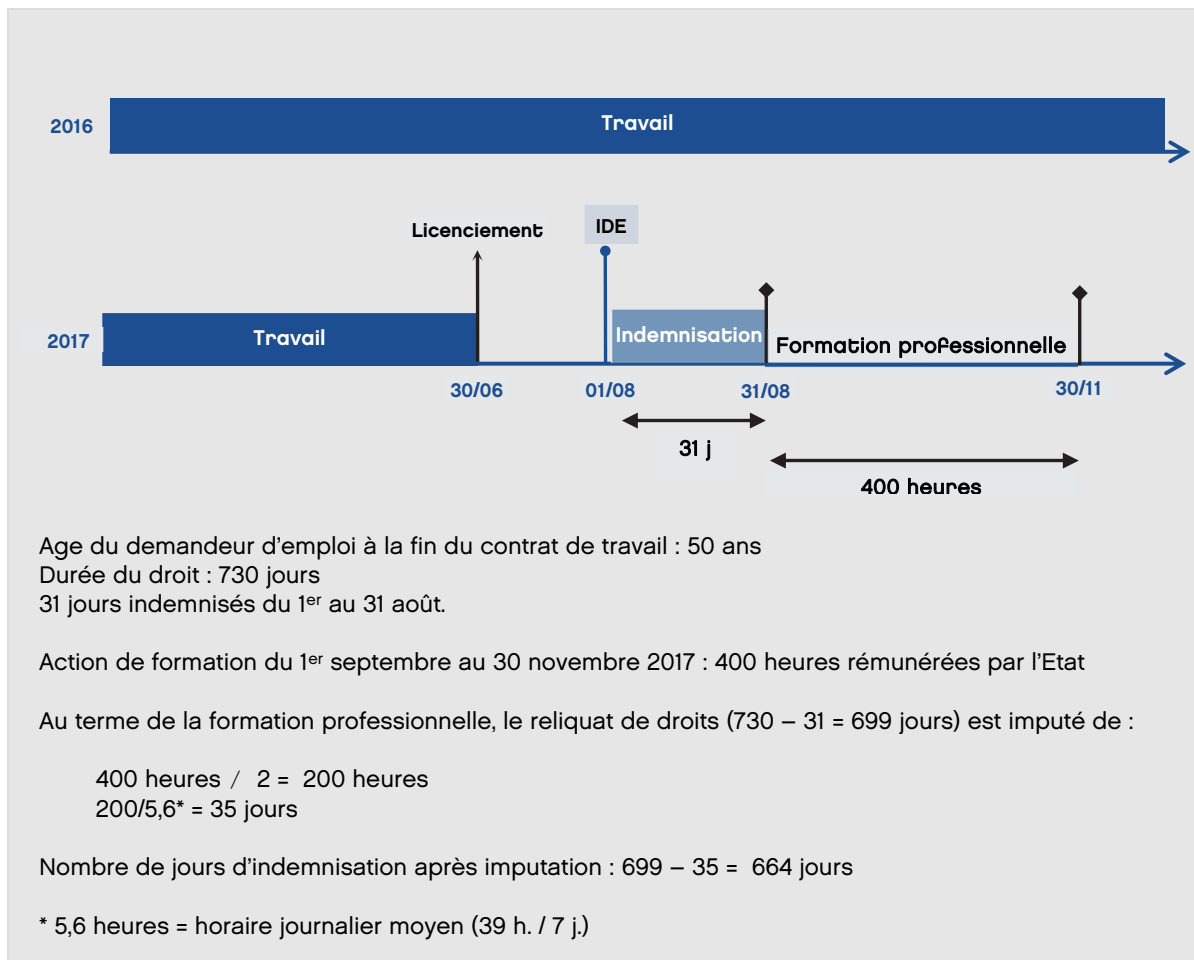 2016
Travail
Licenciement
IDE
2017
Travail
Indemnisation
Formation professionnelle
30/06
01/08
31/08
30/11
31 j
400 heures
Age du demandeur d’emploi à la fin du contrat de travail : 50 ans
Durée du droit : 730 jours
31 jours indemnisés du 1er au 31 août.
Action de formation du 1er septembre au 30 novembre 2017 : 400 heures rémunérées par l’Etat
Au terme de la formation professionnelle, le reliquat de droits (730 – 31 = 699 jours) est imputé de :
400 heures / 2 = 200 heures
200/5,6* = 35 jours
Nombre de jours d’indemnisation après imputation : 699 – 35 = 664 jours
* 5,6 heures = horaire journalier moyen (39 h. / 7 j.)